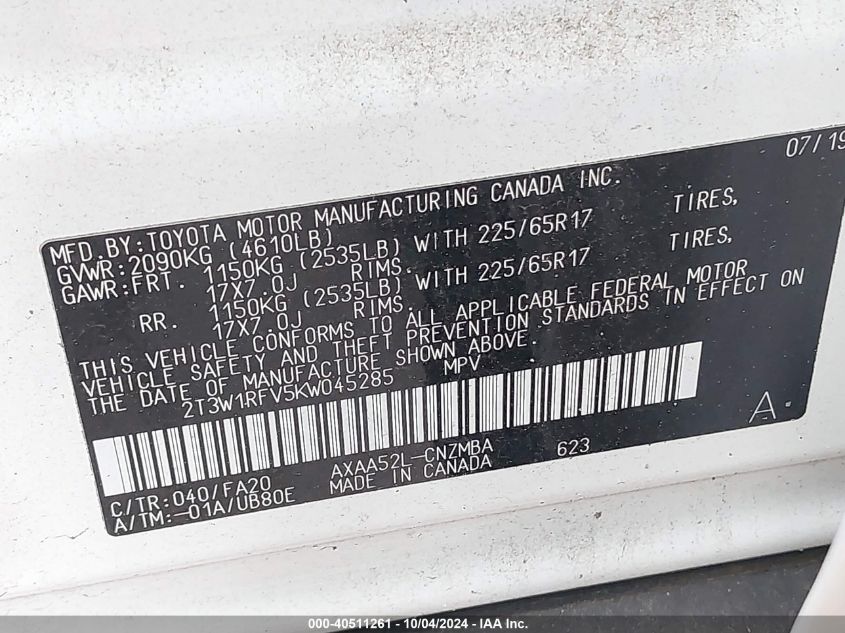 07/19
MFD.BY:TOYOTA MOTOR MANUFACTURING CANADA INC.
GVWR:2090KG (4610LB)
GAWR:FRT. 1150KG (2535LB) WITH 225/65R17 TIRES,
17X7.0J RIMS.
RR. 1150KG (2535LB) WITH 225/65R17 TIRES,
17X7.0J RIMS.
THIS VEHICLE CONFORMS TO ALL APPLICABLE FEDERAL MOTOR
VEHICLE SAFETY AND THEFT PREVENTION STANDARDS IN EFFECT ON
THE DATE OF MANUFACTURE SHOWN ABOVE.
2T3W1RFV5KW045285 MPV
A
C/TR:040/FA20 AXAA52L-CNZMBA 623
A/TM:-01A/UB80E MADE IN CANADA
000-40511261 - 10/04/2024 - IAA Inc.